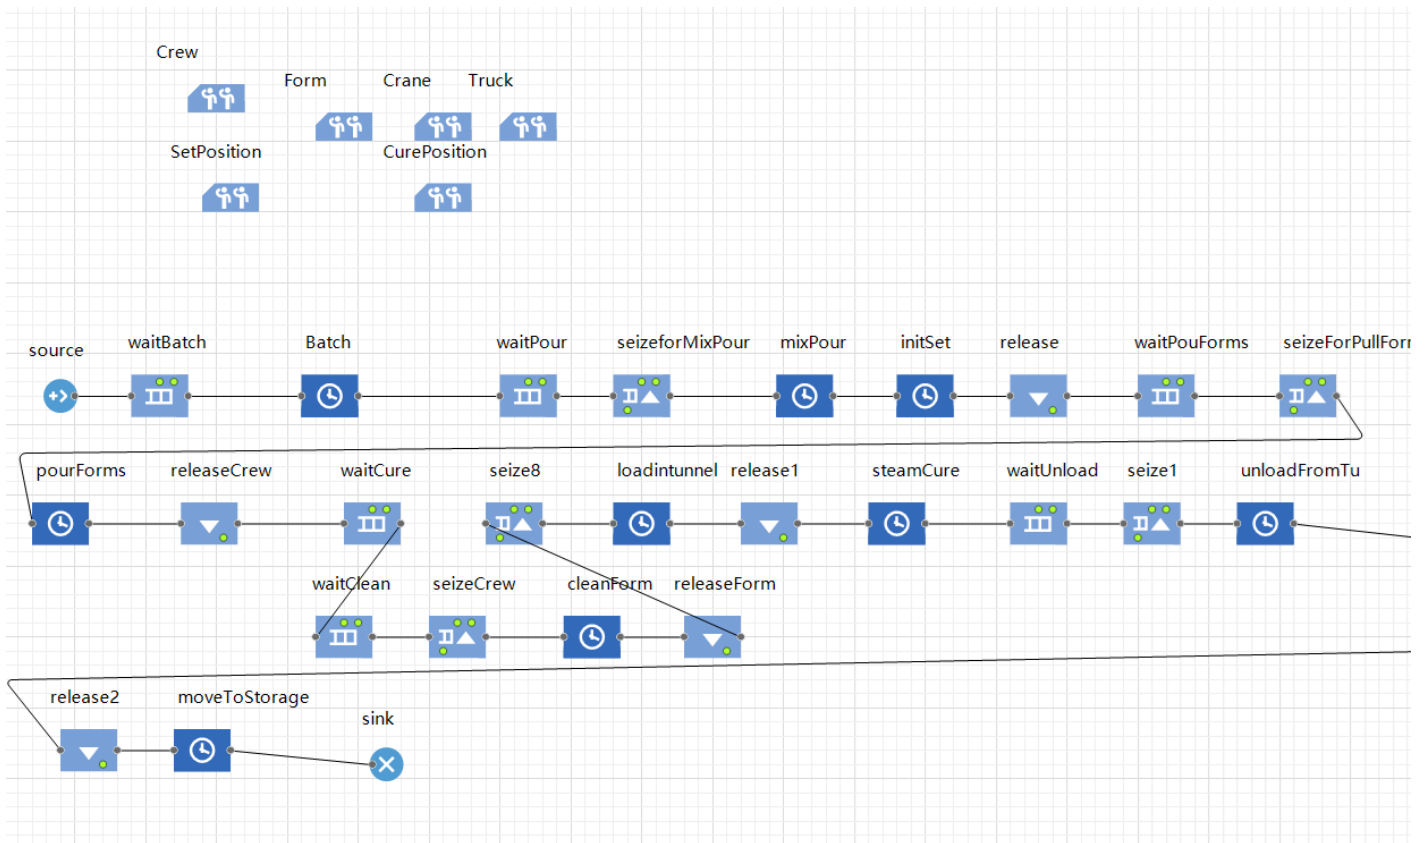 Crew
Form Crane Truck
SetPosition CurePosition
source waitBatch Batch waitPour seizeforMixPour mixPour initSet release waitPouForms seizeForPullForr
pourForms releaseCrew waitCure seize8 loadintunnel release1 steamCure waitUnload seize1 unloadFromTu
waitClean seizeCrew cleanForm releaseForm
release2 moveToStorage
sink